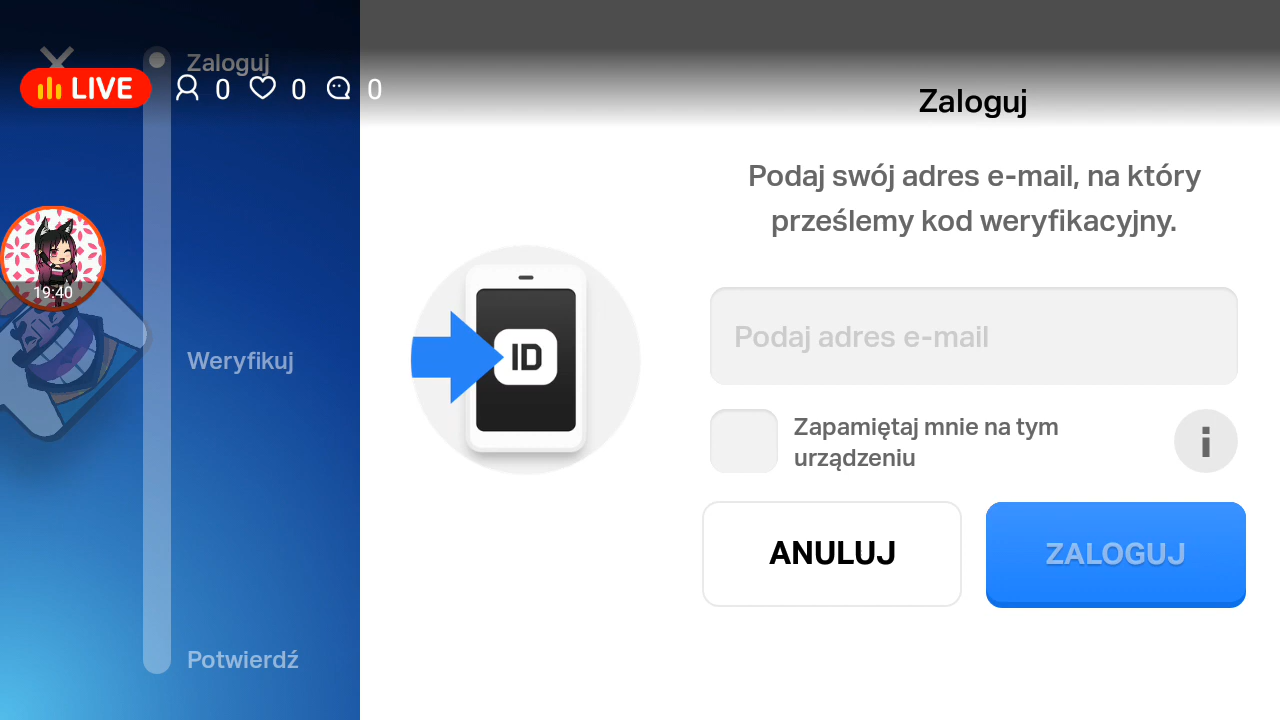 Zaloguj
LIVE 0 0 0
Zaloguj
Podaj swój adres e-mail, na który
prześlemy kod weryfikacyjny.
19:40
Podaj adres e-mail
ID
Weryfikuj
Zapamiętaj mnie na tym
urządzeniu
i
ANULUJ
ZALOGUJ
Potwierdź